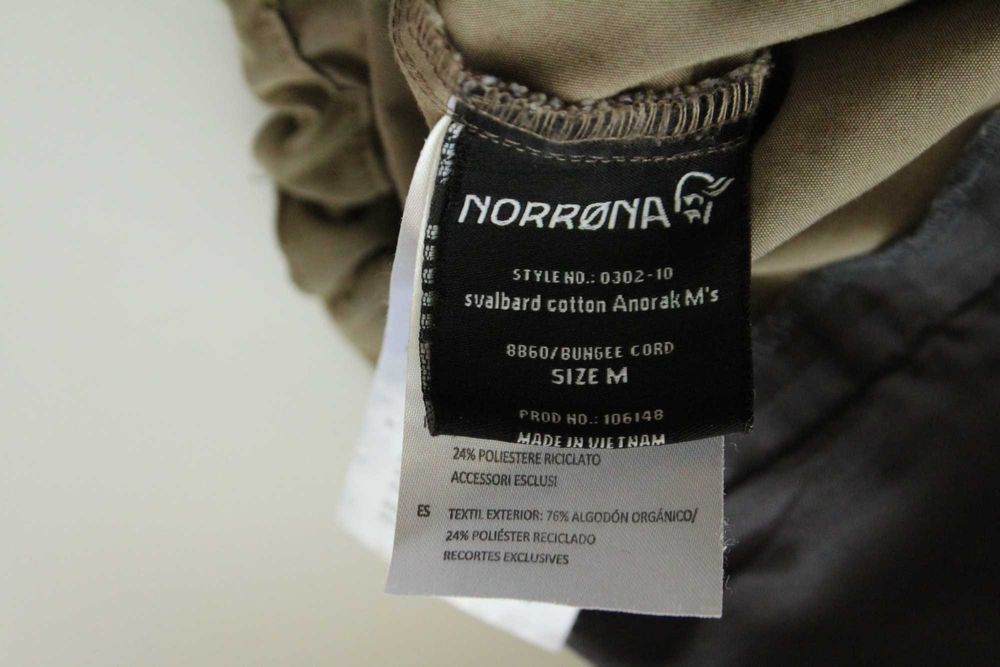 NORRØNA
STYLE NO.: 0302-10
svalbard cotton Anorak M's
8860/BUNGEE CORD
SIZE M
PROD NO.: 106148
MADE IN VIETNAM
24% POLIESTERE RICICLATO
ACCESSORI ESCLUSI
ES TEXTIL EXTERIOR: 76% ALGODÓN ORGÁNICO/
24% POLIÉSTER RECICLADO
RECORTES EXCLUSIVES